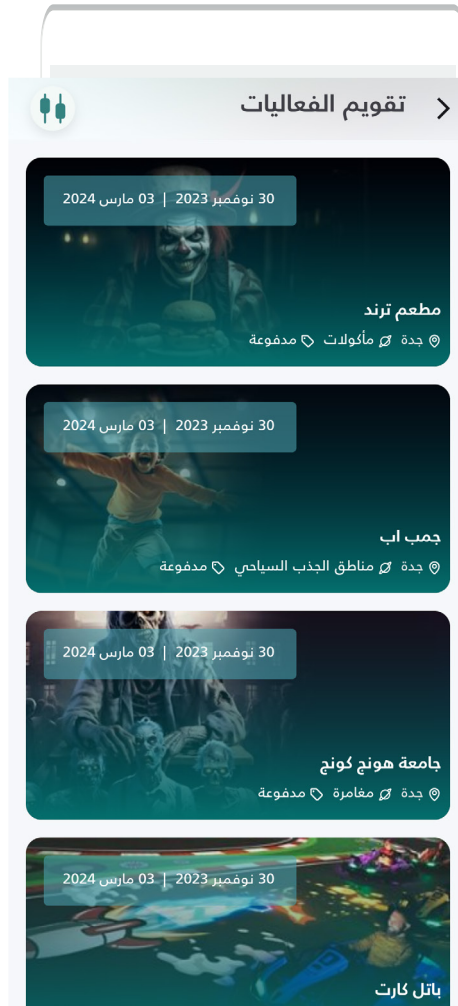 تقويم الفعاليات
30 نوفمبر 2023 | 03 مارس 2024
مطعم ترند
جدة مأكولات مدفوعة
30 نوفمبر 2023 | 03 مارس 2024
جمب اب
جدة مناطق الجذب السياحي مدفوعة
30 نوفمبر 2023 | 03 مارس 2024
جامعة هونج كونج
جدة مغامرة مدفوعة
30 نوفمبر 2023 | 03 مارس 2024
باتل كارت